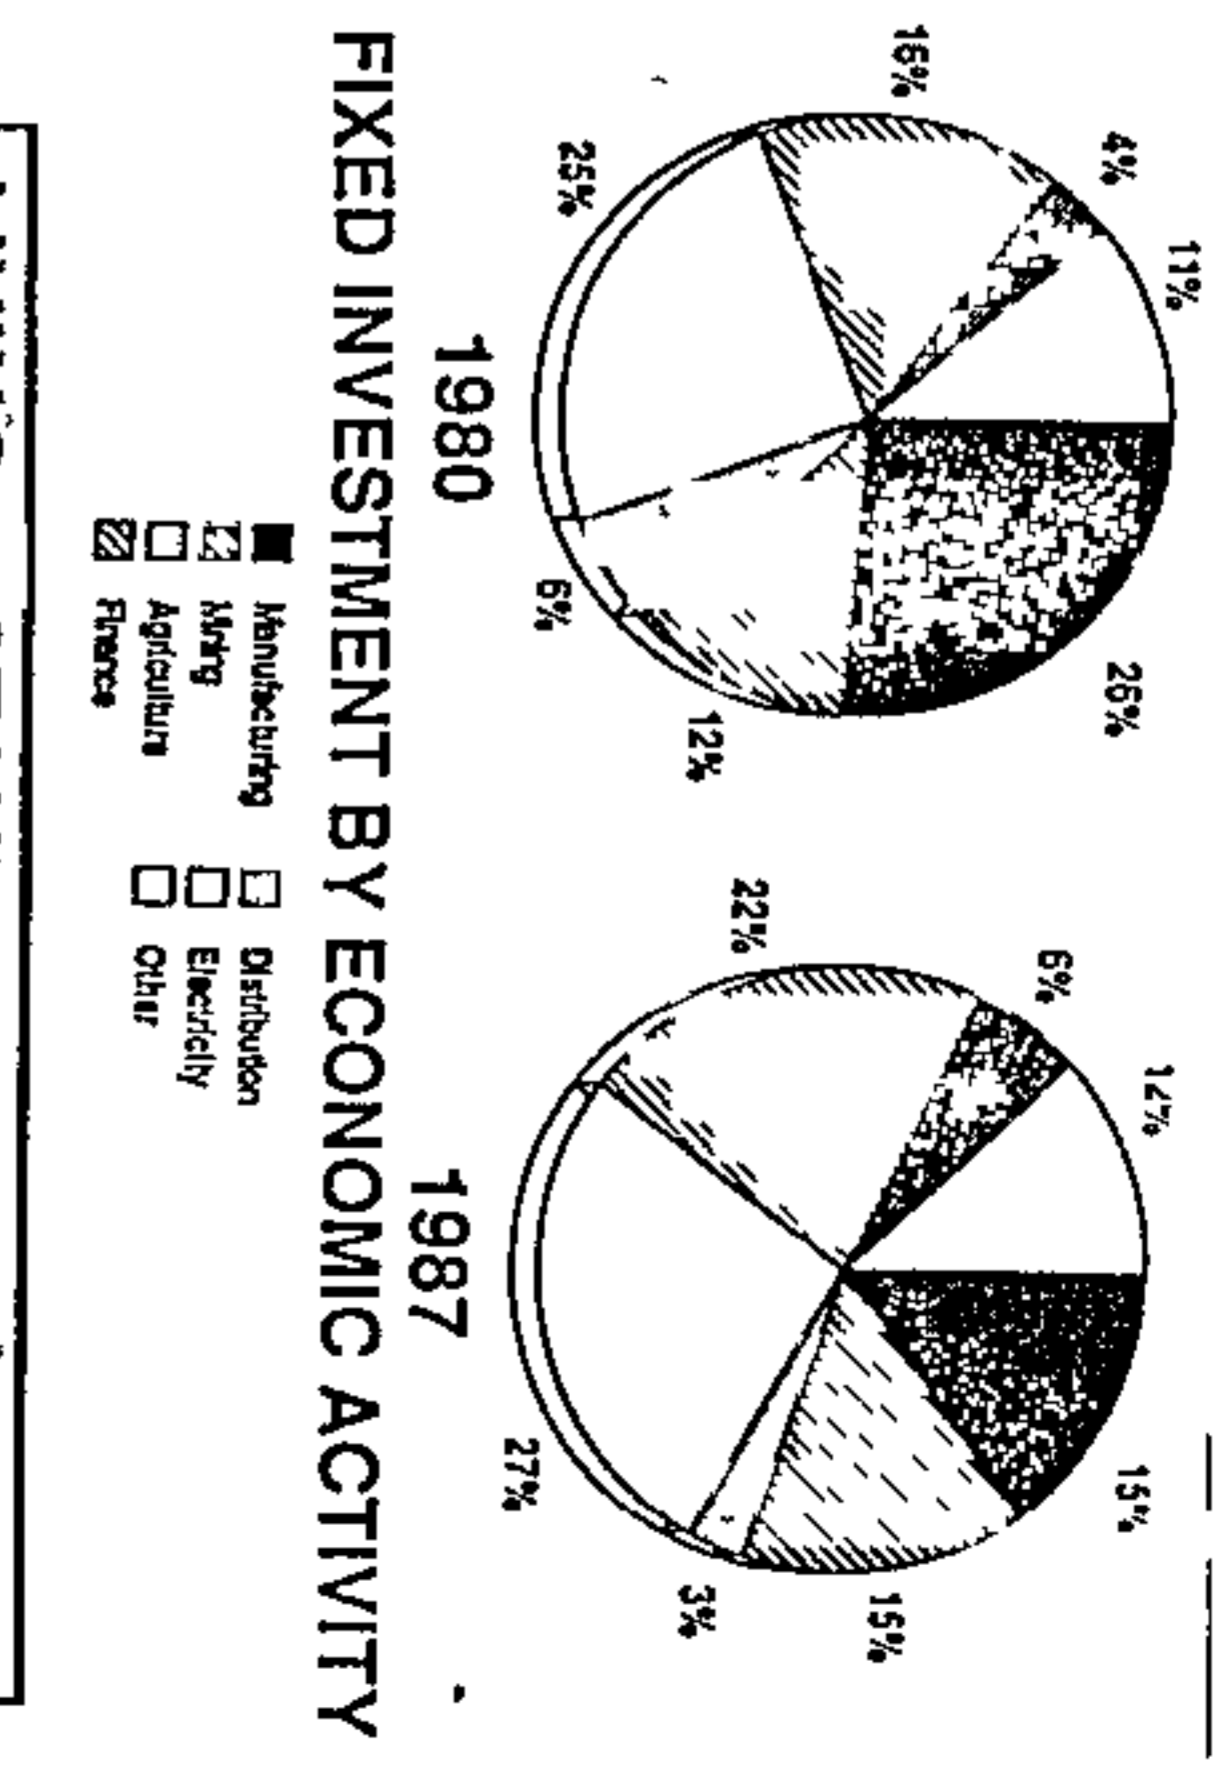 11%
4%
26%
16%
12%
25%
6%
12%
6%
15%
15%
22%
3%
27%
1980
1987
FIXED INVESTMENT BY ECONOMIC ACTIVITY
Manufacturing
Mining
Agriculture
Finance
Distribution
Electricity
Other